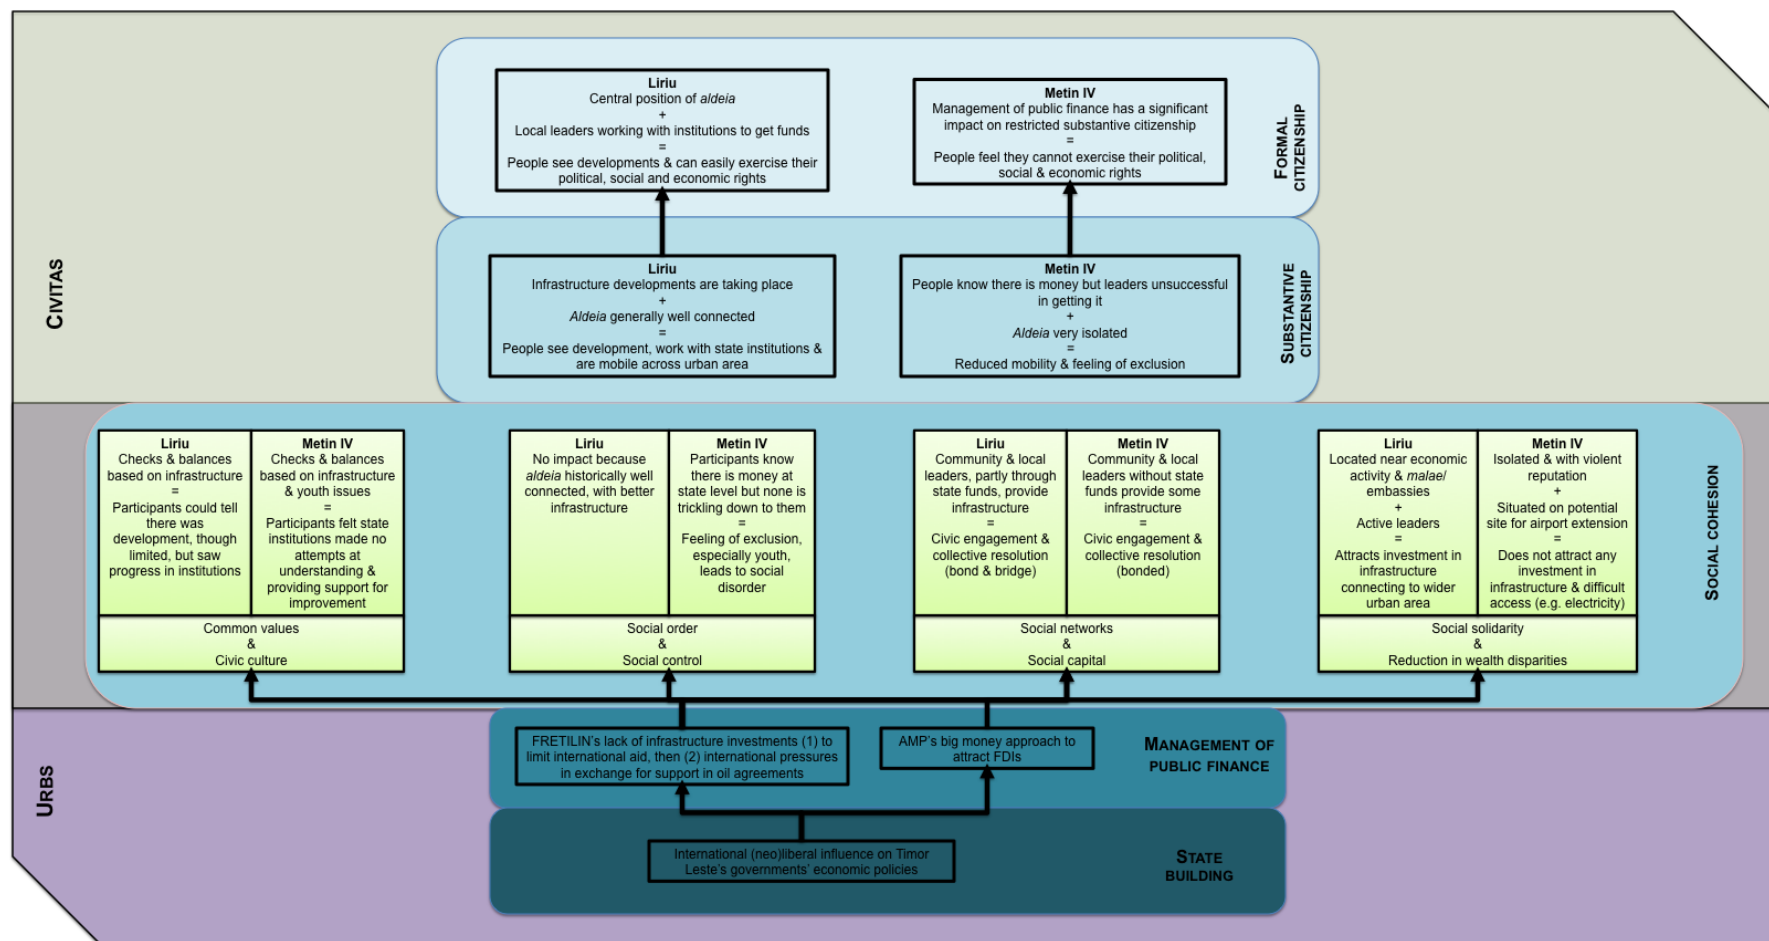 Liriu
Central position of aldeia
+
Local leaders working with institutions to get funds
=
People see developments & can easily exercise their
political, social and economic rights
Metin IV
Management of public finance has a significant
impact on restricted substantive citizenship
=
People feel they cannot exercise their political,
social & economic rights
FORMAL
CITIZENSHIP
CIVITAS
Liriu
Infrastructure developments are taking place
+
Aldeia generally well connected
=
People see development, work with state institutions &
are mobile across urban area
Metin IV
People know there is money but leaders unsuccessful
in getting it
+
Aldeia very isolated
=
Reduced mobility & feeling of exclusion
SUBSTANTIVE
CITIZENSHIP
Liriu
Checks & balances
based on infrastructure
=
Participants could tell
there was
development, though
limited, but saw
progress in institutions
Metin IV
Checks & balances
based on infrastructure
& youth issues
=
Participants felt state
institutions made no
attempts at
understanding &
providing support for
improvement
Common values
&
Civic culture
Liriu
No impact because
aldeia historically well
connected, with better
infrastructure
Metin IV
Participants know
there is money at
state level but none is
trickling down to them
=
Feeling of exclusion,
especially youth,
leads to social
disorder
Social order
&
Social control
Liriu
Community & local
leaders, partly through
state funds, provide
infrastructure
=
Civic engagement &
collective resolution
(bond & bridge)
Metin IV
Community & local
leaders without state
funds provide some
infrastructure
=
Civic engagement &
collective resolution
(bonded)
Social networks
&
Social capital
Liriu
Located near economic
activity & malae/
embassies
+
Active leaders
=
Attracts investment in
infrastructure
connecting to wider
urban area
Metin IV
Isolated & with violent
reputation
+
Situated on potential
site for airport extension
=
Does not attract any
investment in
infrastructure & difficult
access (e.g. electricity)
Social solidarity
&
Reduction in wealth disparities
SOCIAL COHESION
URBS
FRETILIN's lack of infrastructure investments (1) to
limit international aid, then (2) international pressures
in exchange for support in oil agreements
AMP's big money approach to
attract FDIs
MANAGEMENT OF
PUBLIC FINANCE
International (neo)liberal influence on Timor
Leste's governments' economic policies
STATE
BUILDING